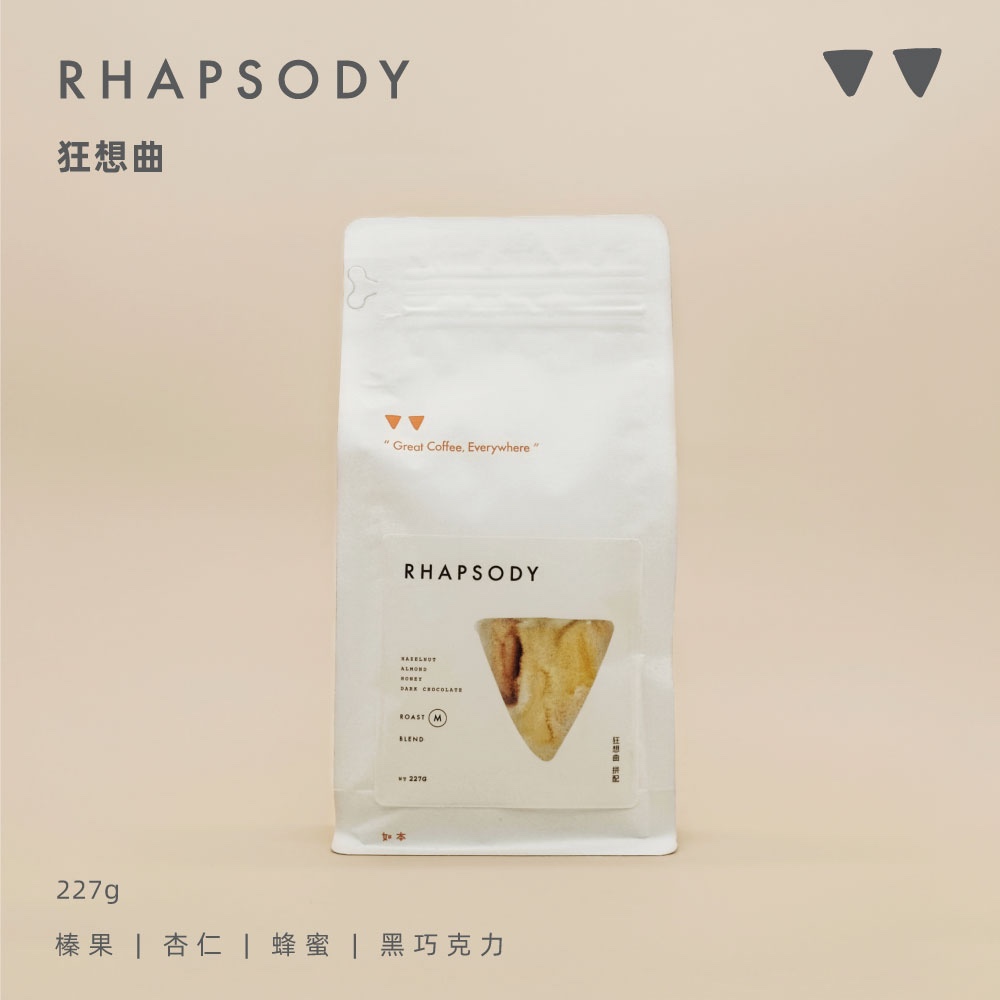 RHAPSODY
狂想曲
“ Great Coffee, Everywhere ”
RHAPSODY
HAZELNUT
ALMOND
HONEY
DARK CHOCOLATE
ROAST M
BLEND
狂想曲 拼配
NET 227G
如本
227g
榛果 | 杏仁 | 蜂蜜 | 黑巧克力